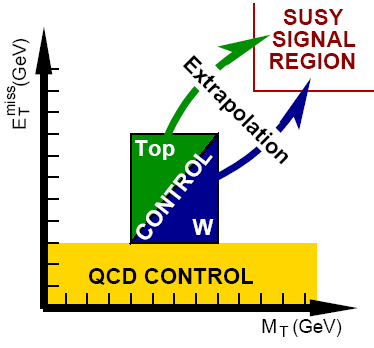 SUSY
SIGNAL
REGION
E_T^miss (GeV)
Extrapolation
Top
CONTROL
W
QCD CONTROL
M_T (GeV)